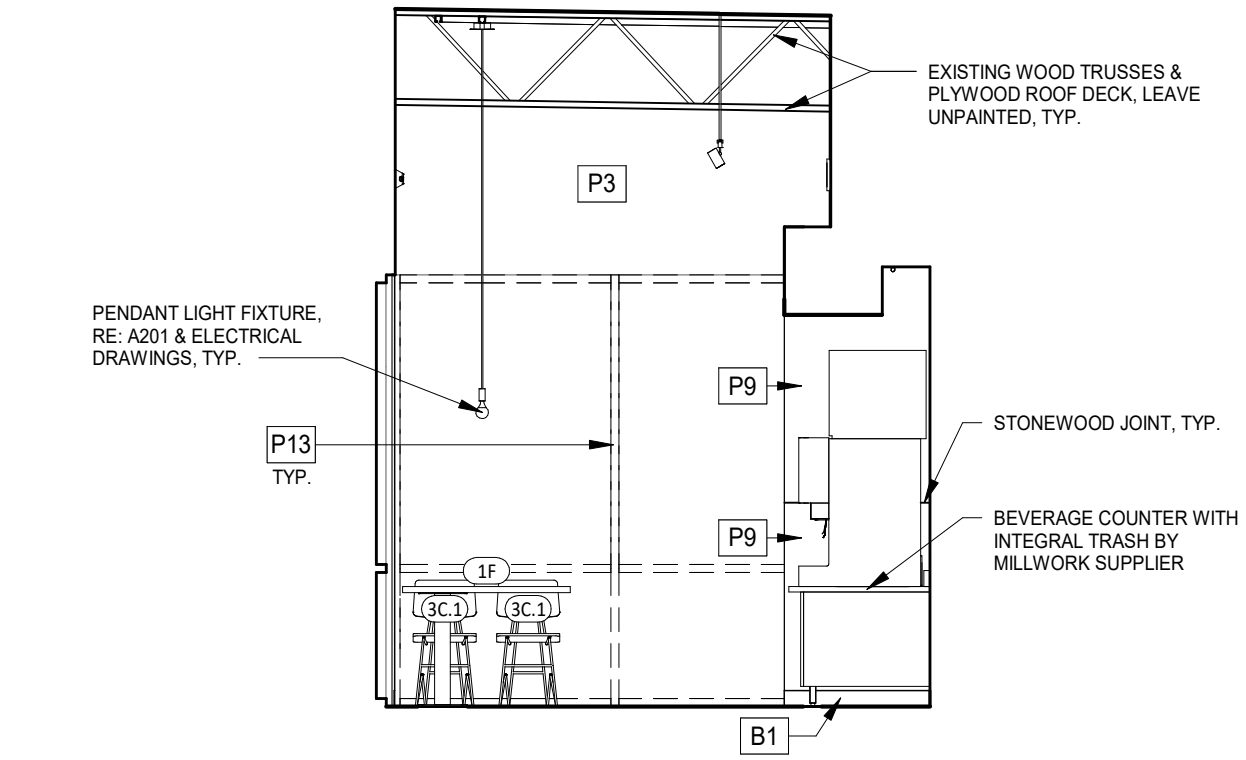 EXISTING WOOD TRUSSES &
PLYWOOD ROOF DECK, LEAVE
UNPAINTED, TYP.
P3
PENDANT LIGHT FIXTURE,
RE: A201 & ELECTRICAL
DRAWINGS, TYP.
P9
STONEWOOD JOINT, TYP.
P13
TYP.
BEVERAGE COUNTER WITH
INTEGRAL TRASH BY
MILLWORK SUPPLIER
P9
1F
3C.1
3C.1
B1